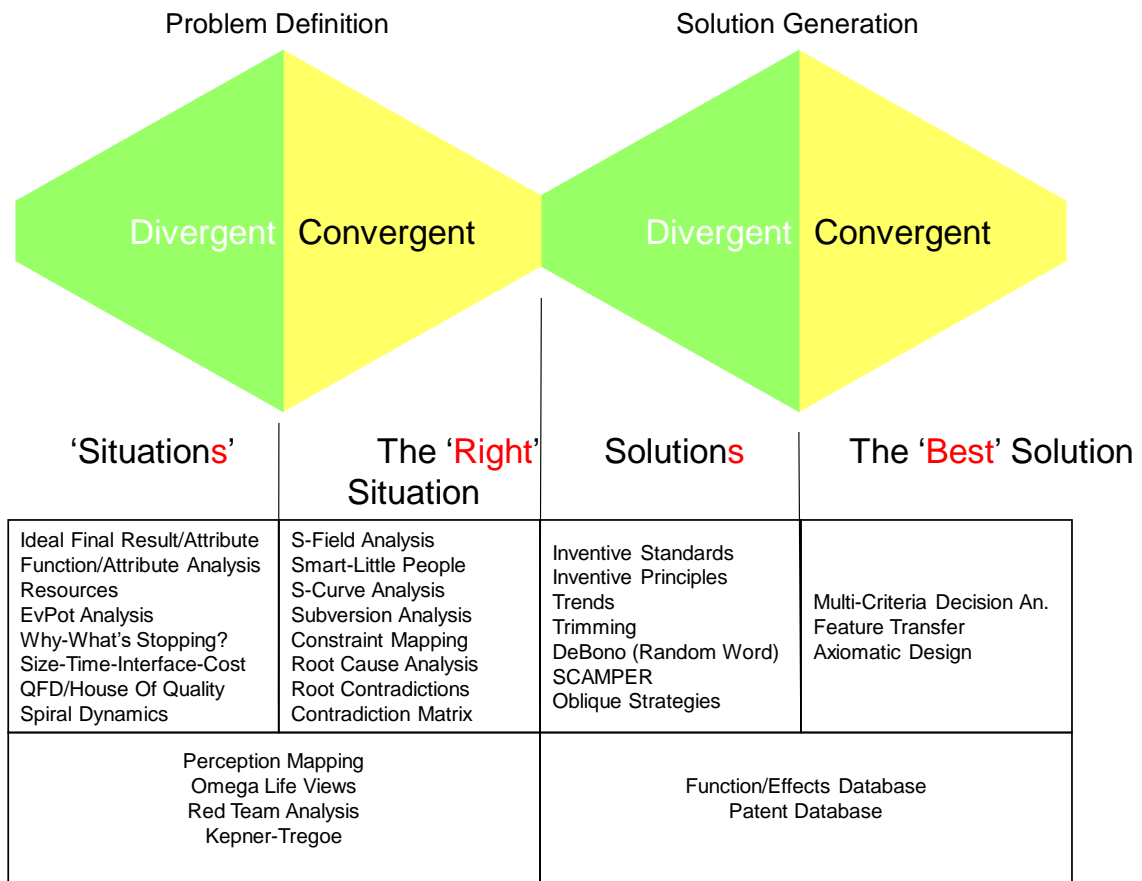 Problem Definition
Solution Generation
Divergent
Convergent
Divergent
Convergent
‘Situations’
The ‘Right’
Situation
Solutions
The ‘Best’ Solution
Ideal Final Result/Attribute
Function/Attribute Analysis
Resources
EvPot Analysis
Why-What’s Stopping?
Size-Time-Interface-Cost
QFD/House Of Quality
Spiral Dynamics
S-Field Analysis
Smart-Little People
S-Curve Analysis
Subversion Analysis
Constraint Mapping
Root Cause Analysis
Root Contradictions
Contradiction Matrix
Inventive Standards
Inventive Principles
Trends
Trimming
DeBono (Random Word)
SCAMPER
Oblique Strategies
Multi-Criteria Decision An.
Feature Transfer
Axiomatic Design
Perception Mapping
Omega Life Views
Red Team Analysis
Kepner-Tregoe
Function/Effects Database
Patent Database